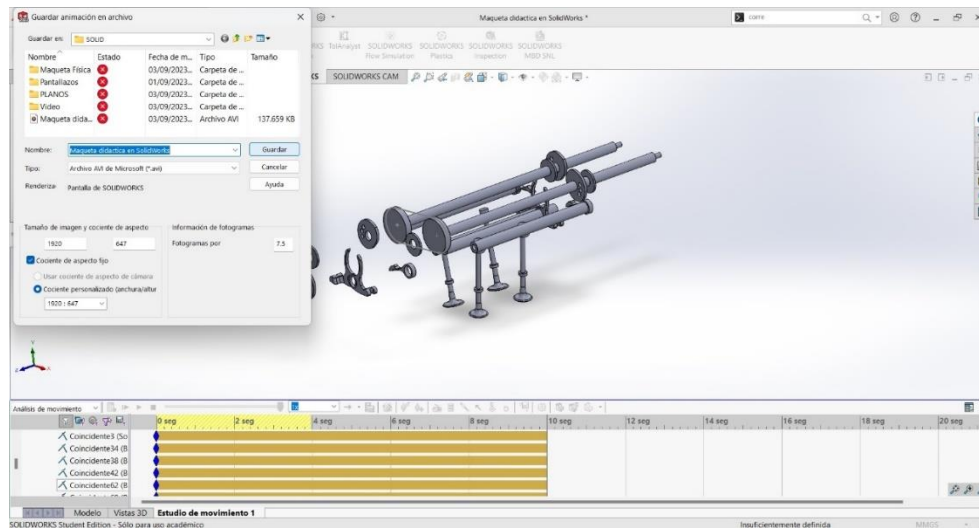 Guardar animación en archivo
Maqueta didactica en SolidWorks *
Guardar en:
SOLID
Nombre Estado Fecha de m... Tipo Tamaño
Maqueta Física 03/09/2023... Carpeta de ...
Pantallazos 01/09/2023... Carpeta de ...
PLANOS 03/09/2023... Carpeta de ...
Video 03/09/2023... Carpeta de ...
Maqueta dida... 03/09/2023... Archivo AVI 137.659 KB
TolAnalyst
SOLIDWORKS Flow Simulation
SOLIDWORKS Plastics
SOLIDWORKS Inspection
SOLIDWORKS MBD SNL
SOLIDWORKS CAM
Nombre: Maqueta didactica en SolidWorks Guardar
Tipo: Archivo AVI de Microsoft (*.avi) Cancelar
Renderiza- Pantalla de SOLIDWORKS Ayuda
Tamaño de imagen y cociente de aspecto
Información de fotogramas
1920 647
Fotogramas por 7.5
Cociente de aspecto fijo
Usar cociente de aspecto de cámara
Cociente personalizado (anchura/altur
1920 : 647
Análisis de movimiento
0 seg 2 seg 4 seg 6 seg 8 seg 10 seg 12 seg 14 seg 16 seg 18 seg 20 seg
Coincidente3 (So
Coincidente34 (B
Coincidente38 (B
Coincidente42 (B
Coincidente62 (B
Modelo Vistas 3D Estudio de movimiento 1
SOLIDWORKS Student Edition - Sólo para uso académico
Insuficientemente definida
MMGS